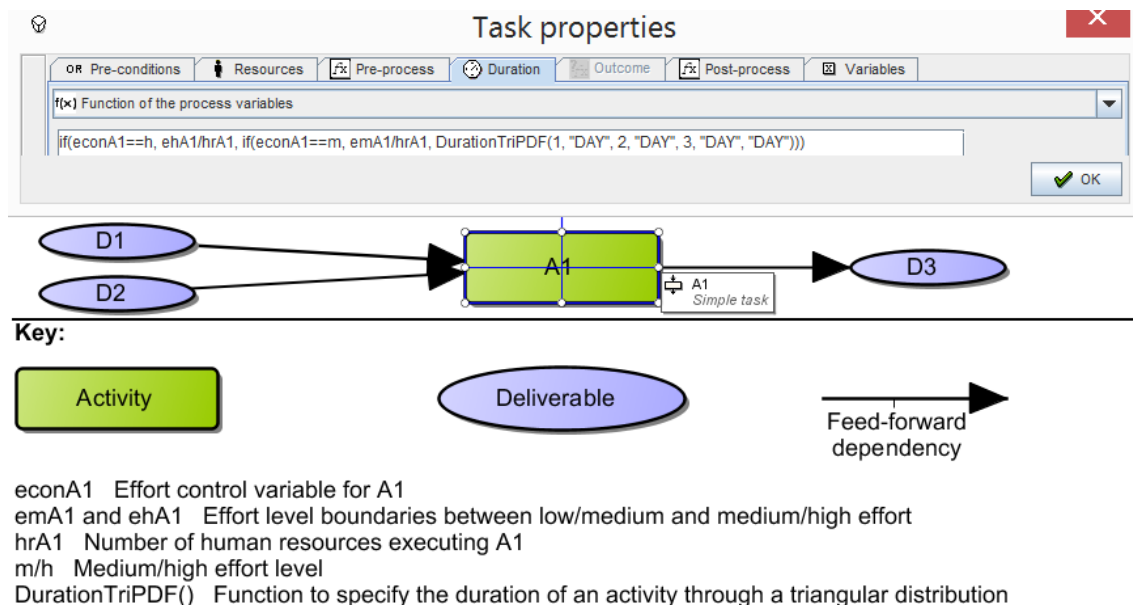 Task properties
OR Pre-conditions Resources fx Pre-process Duration Outcome fx Post-process X Variables
f(x) Function of the process variables
if(econA1==h, ehA1/hrA1, if(econA1==m, emA1/hrA1, DurationTriPDF(1, "DAY", 2, "DAY", 3, "DAY", "DAY")))
OK
D1
D2
A1
D3
A1
Simple task
Key:
Activity
Deliverable
Feed-forward
dependency
econA1 Effort control variable for A1
emA1 and ehA1 Effort level boundaries between low/medium and medium/high effort
hrA1 Number of human resources executing A1
m/h Medium/high effort level
DurationTriPDF() Function to specify the duration of an activity through a triangular distribution